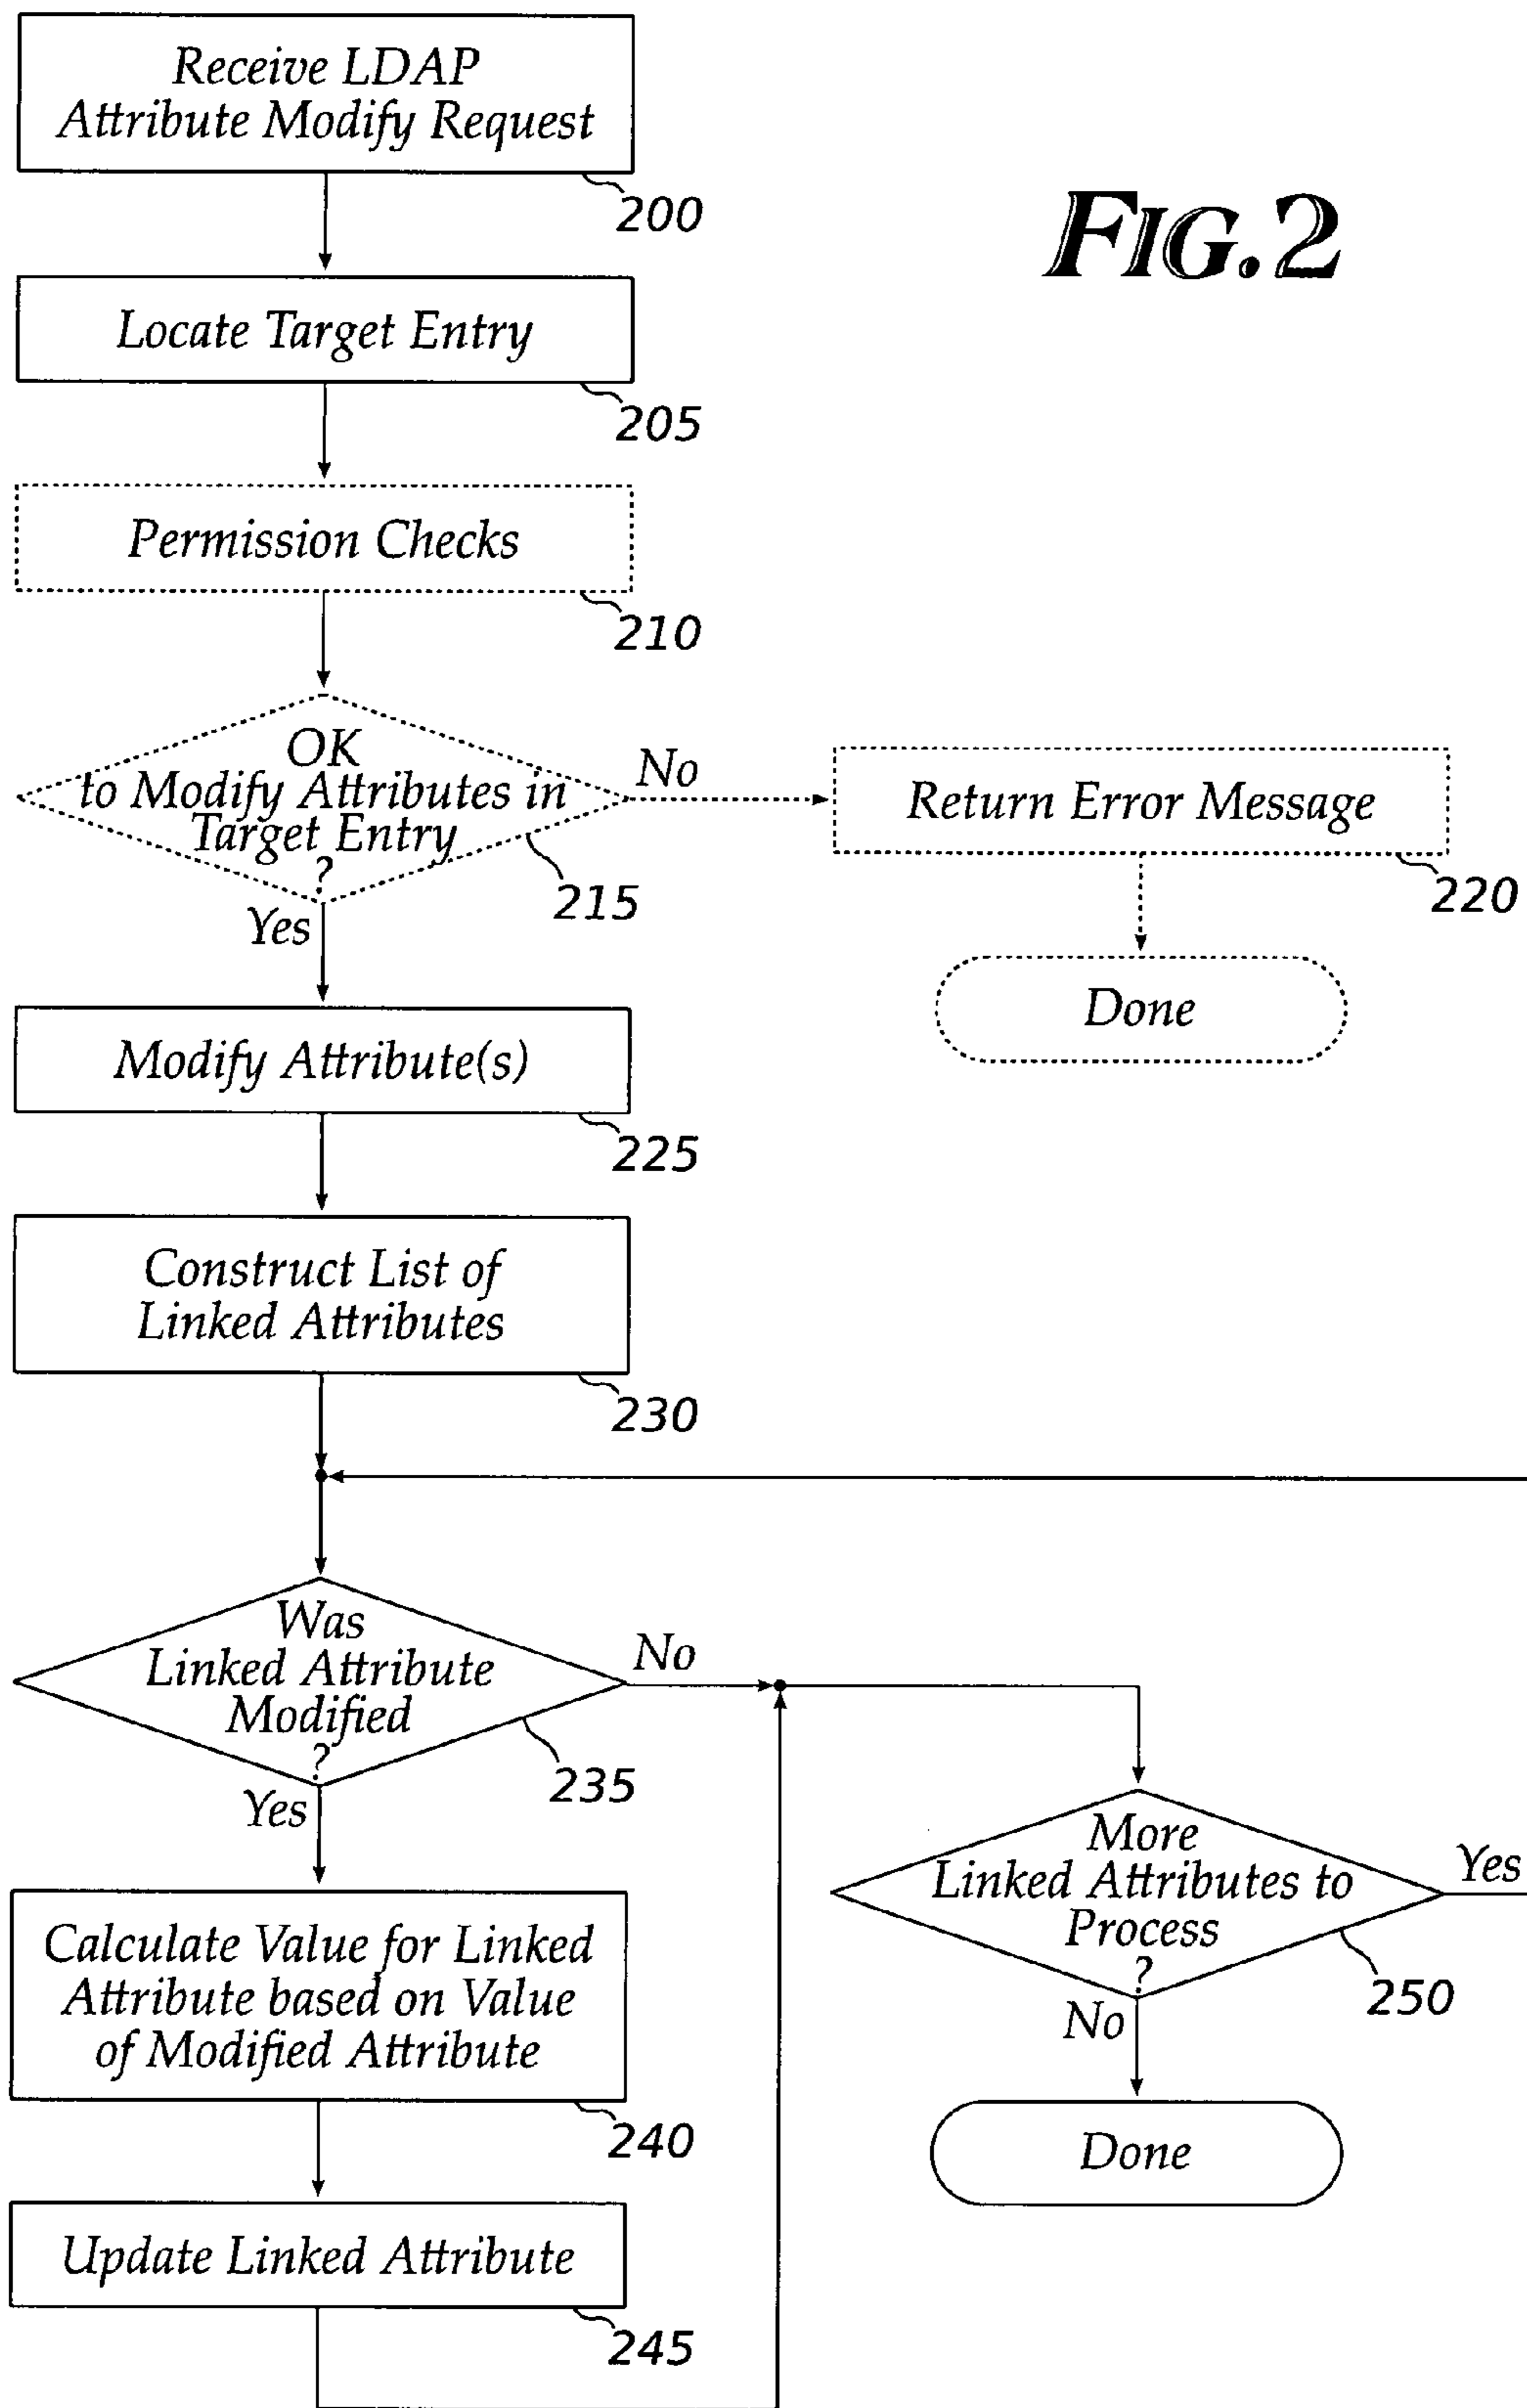 Receive LDAP
Attribute Modify Request
200
FIG.2
Locate Target Entry
205
Permission Checks
210
OK
to Modify Attributes in
Target Entry
?
215
No
Return Error Message
220
Done
Yes
Modify Attribute(s)
225
Construct List of
Linked Attributes
230
Was
Linked Attribute
Modified
?
235
No
Yes
More
Linked Attributes to
Process
?
250
Yes
No
Done
Calculate Value for Linked
Attribute based on Value
of Modified Attribute
240
Update Linked Attribute
245